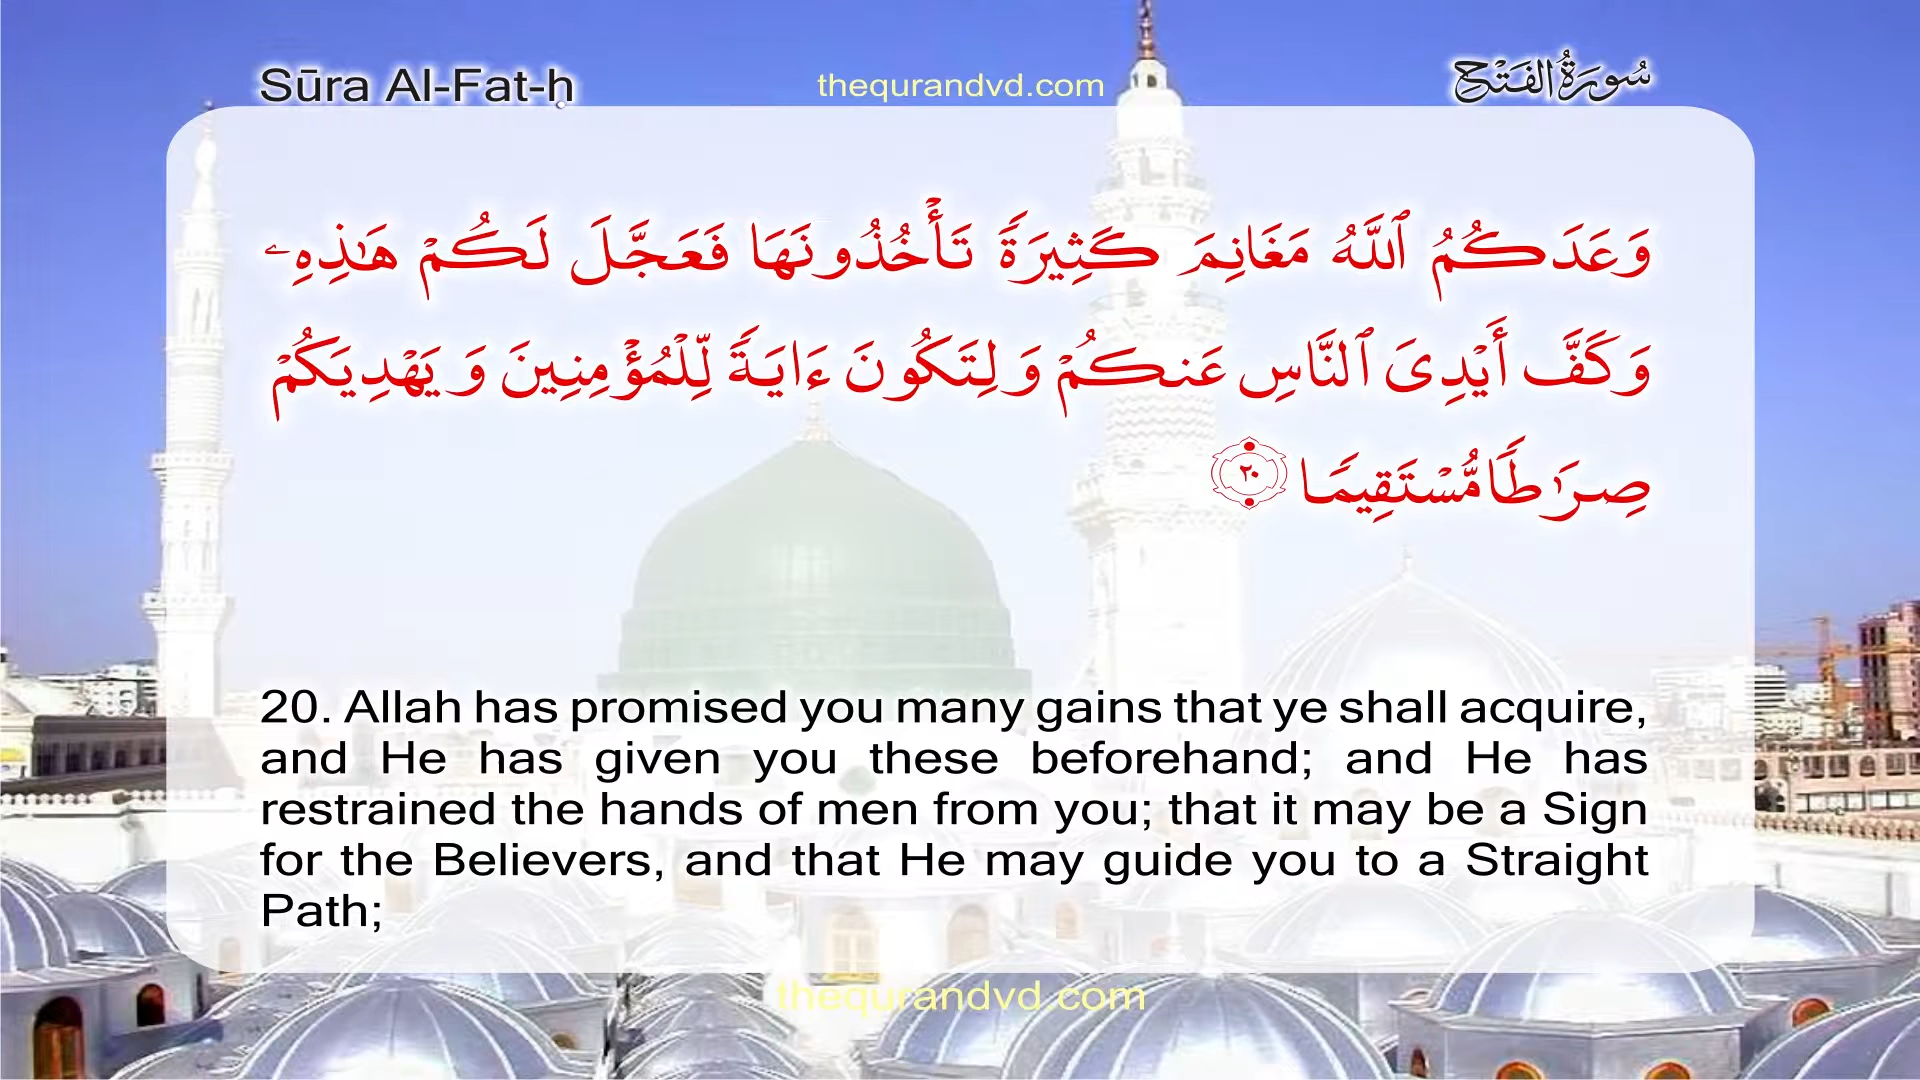 Sūra Al-Fat-ḥ
thequrandvd.com
سُورَةُ الفَتۡحِ
وَعَدَكُمُ ٱللَّهُ مَغَانِمَ كَثِيرَةٗ تَأۡخُذُونَهَا فَعَجَّلَ لَكُمۡ هَٰذِهِۦ
وَكَفَّ أَيۡدِيَ ٱلنَّاسِ عَنكُمۡ وَلِتَكُونَ ءَايَةٗ لِّلۡمُؤۡمِنِينَ وَيَهۡدِيَكُمۡ
صِرَٰطٗا مُّسۡتَقِيمٗا ٢٠
20. Allah has promised you many gains that ye shall acquire,
and He has given you these beforehand; and He has
restrained the hands of men from you; that it may be a Sign
for the Believers, and that He may guide you to a Straight
Path;
thequrandvd.com